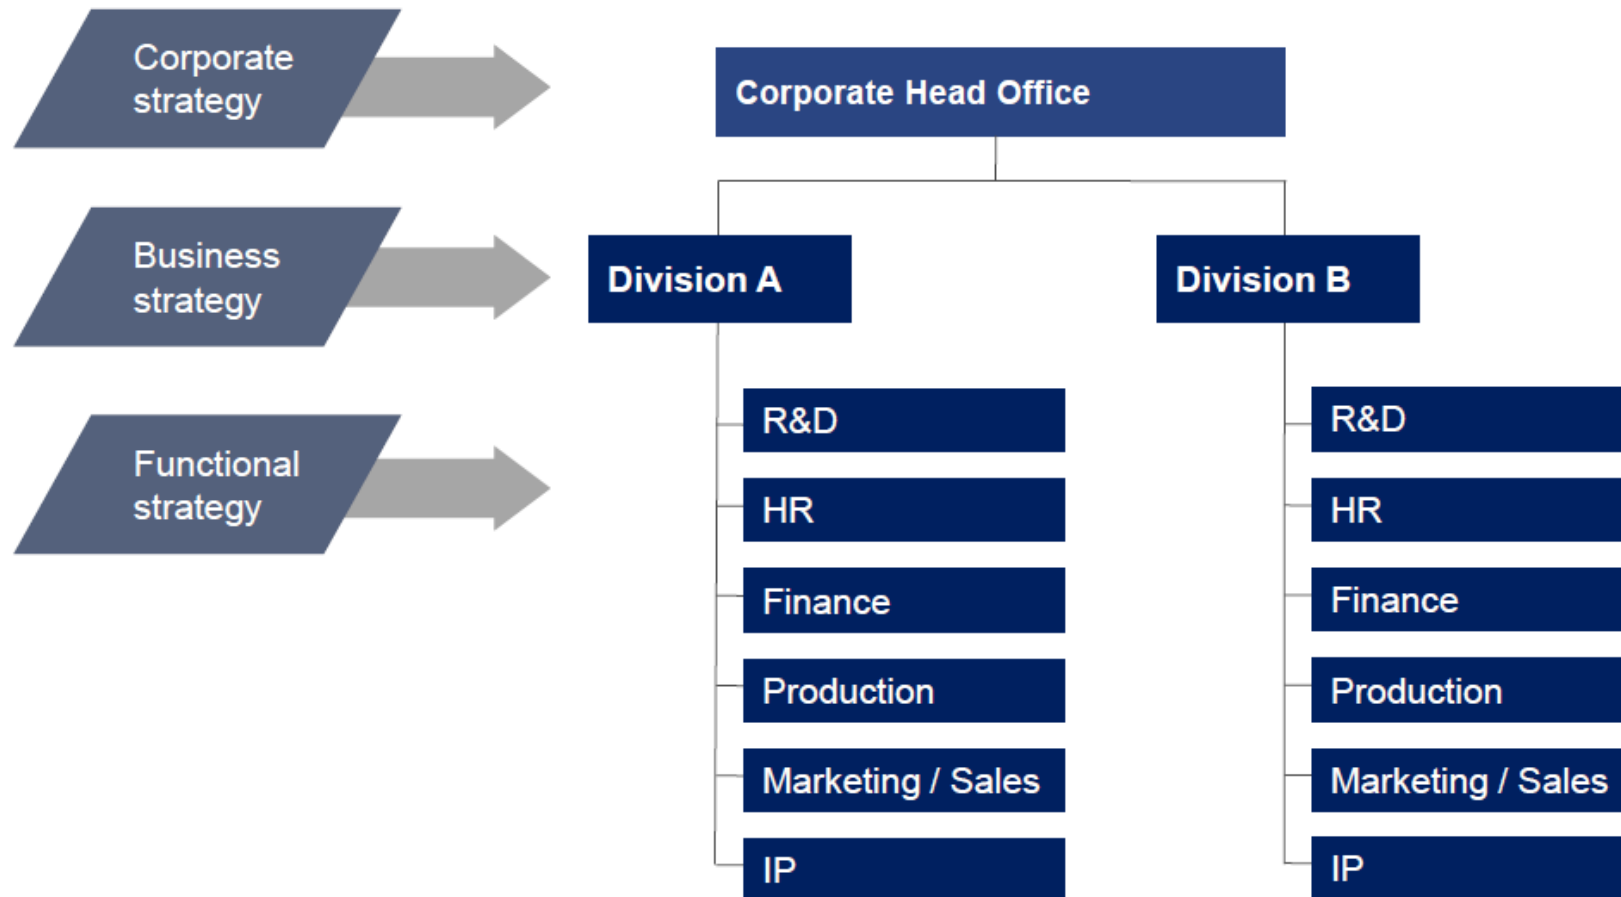 Corporate
strategy
Corporate Head Office
Business
strategy
Division A
Division B
Functional
strategy
R&D
HR
Finance
Production
Marketing / Sales
IP
R&D
HR
Finance
Production
Marketing / Sales
IP